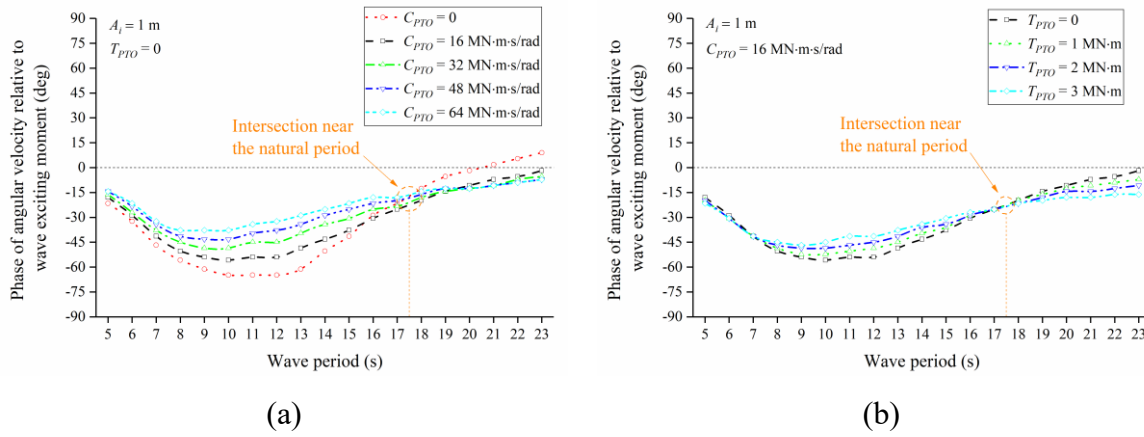 A_i = 1 m
T_PTO = 0
C_PTO = 0
C_PTO = 16 MN·m·s/rad
C_PTO = 32 MN·m·s/rad
C_PTO = 48 MN·m·s/rad
C_PTO = 64 MN·m·s/rad
Intersection near
the natural period
Phase of angular velocity relative to
wave exciting moment (deg)
90
75
60
45
30
15
0
-15
-30
-45
-60
-75
-90
5 6 7 8 9 10 11 12 13 14 15 16 17 18 19 20 21 22 23
Wave period (s)
(a)
A_i = 1 m
C_PTO = 16 MN·m·s/rad
T_PTO = 0
T_PTO = 1 MN·m
T_PTO = 2 MN·m
T_PTO = 3 MN·m
Intersection near
the natural period
Phase of angular velocity relative to
wave exciting moment (deg)
90
75
60
45
30
15
0
-15
-30
-45
-60
-75
-90
5 6 7 8 9 10 11 12 13 14 15 16 17 18 19 20 21 22 23
Wave period (s)
(b)